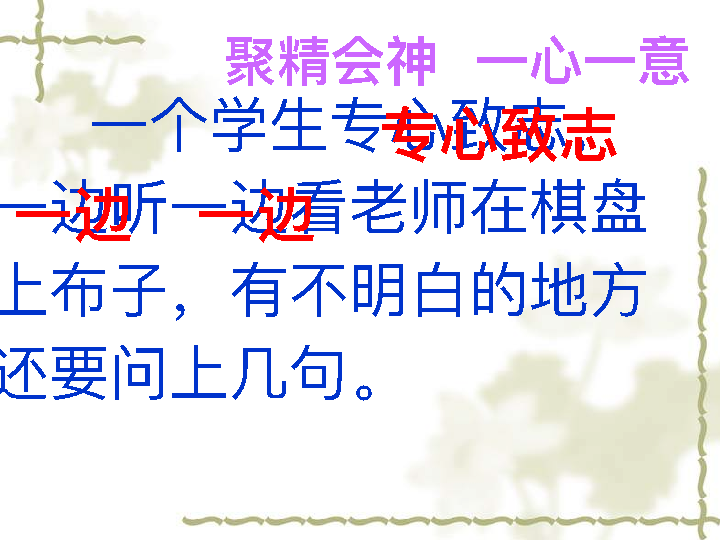 聚精会神 一心一意
一个学生专心致志，
专心致志
一边听一边看老师在棋盘
一边 一边
上布子，有不明白的地方
还要问上几句。